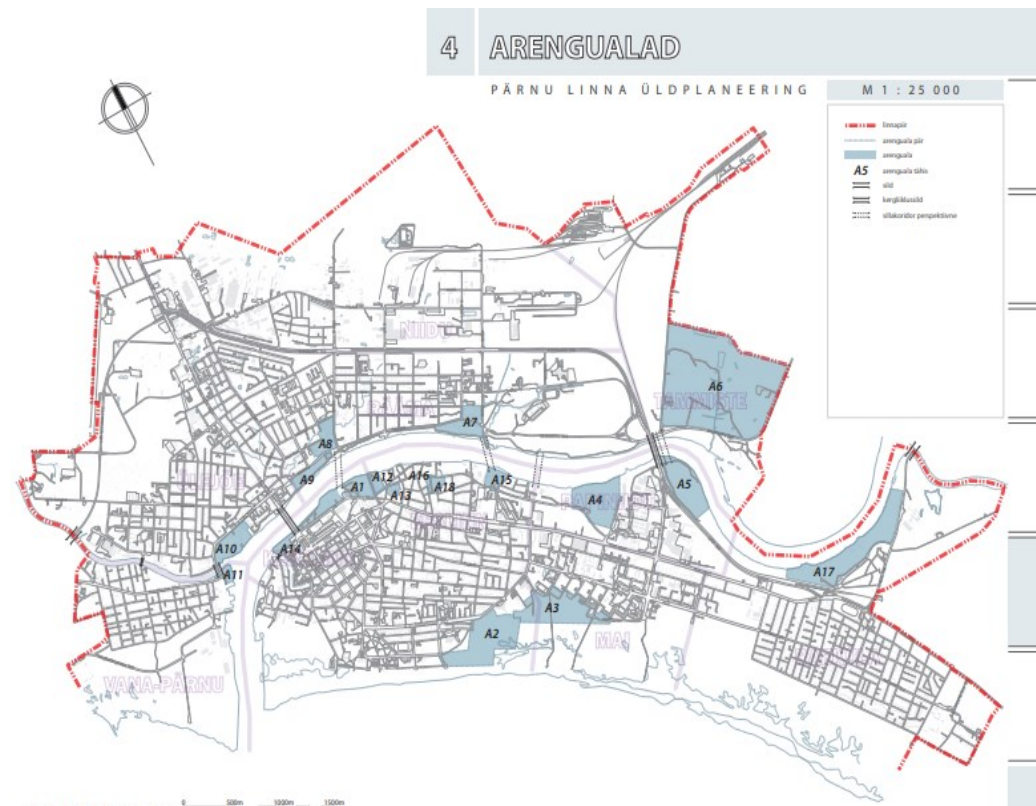 4 ARENGUALAD
PÄRNU LINNA ÜLDPLANEERING M 1 : 25 000
linnapiir
arenguala piir
arenguala
A5 arenguala tähis
sild
kergliiklussild
sillakoridor perspektiivne
NIIDU
A6
TAMMISTE
A7
A8
A9
A1
A12
A16
A13
A18
A15
A4
A5
A10
A14
A11
A17
A3
A2
MAI
VANA-PÄRNU
0 500m 1000m 1500m